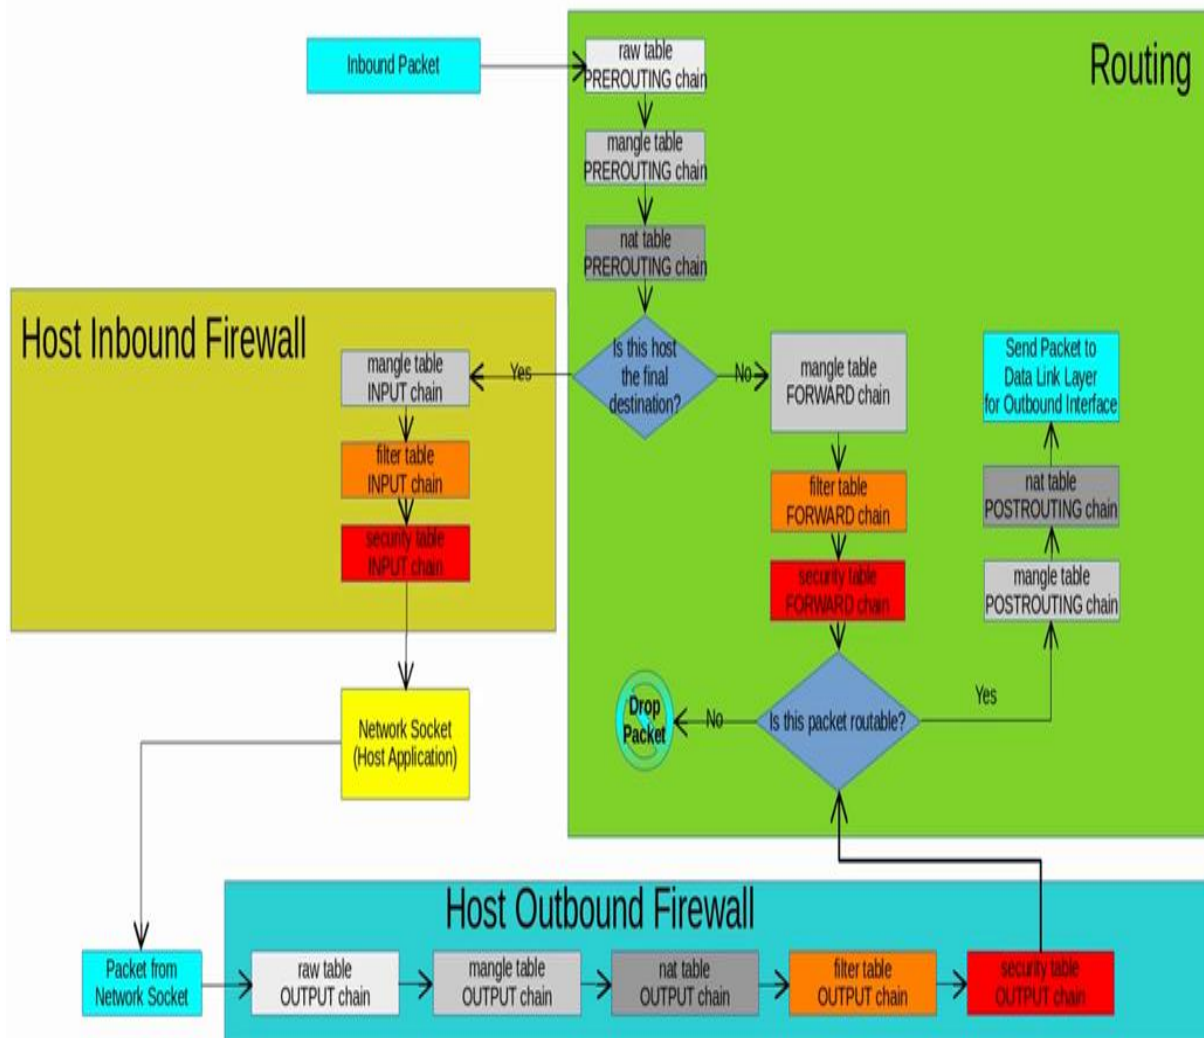 Routing
Inbound Packet
raw table
PREROUTING chain
mangle table
PREROUTING chain
nat table
PREROUTING chain
Is this host
the final
destination?
Yes
No
Host Inbound Firewall
mangle table
INPUT chain
filter table
INPUT chain
security table
INPUT chain
Network Socket
(Host Application)
mangle table
FORWARD chain
filter table
FORWARD chain
security table
FORWARD chain
Is this packet routable?
No
Drop
Packet
Yes
mangle table
POSTROUTING chain
nat table
POSTROUTING chain
Send Packet to
Data Link Layer
for Outbound Interface
Host Outbound Firewall
Packet from
Network Socket
raw table
OUTPUT chain
mangle table
OUTPUT chain
nat table
OUTPUT chain
filter table
OUTPUT chain
security table
OUTPUT chain